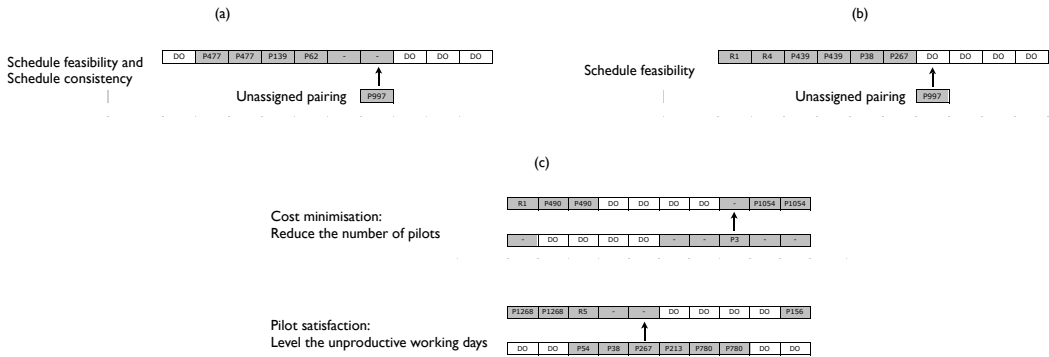 (a)
(b)
DO P477 P477 P139 P62 - - DO DO DO
R1 R4 P439 P439 P38 P267 DO DO DO DO
Schedule feasibility and
Schedule consistency
Schedule feasibility
Unassigned pairing P997
Unassigned pairing P997
(c)
R1 P490 P490 DO DO DO DO - P1054 P1054
Cost minimisation:
Reduce the number of pilots
- DO DO DO DO - - P3 - -
P1268 P1268 R5 - - DO DO DO DO P156
Pilot satisfaction:
Level the unproductive working days
DO DO P54 P38 P267 P213 P780 P780 DO DO